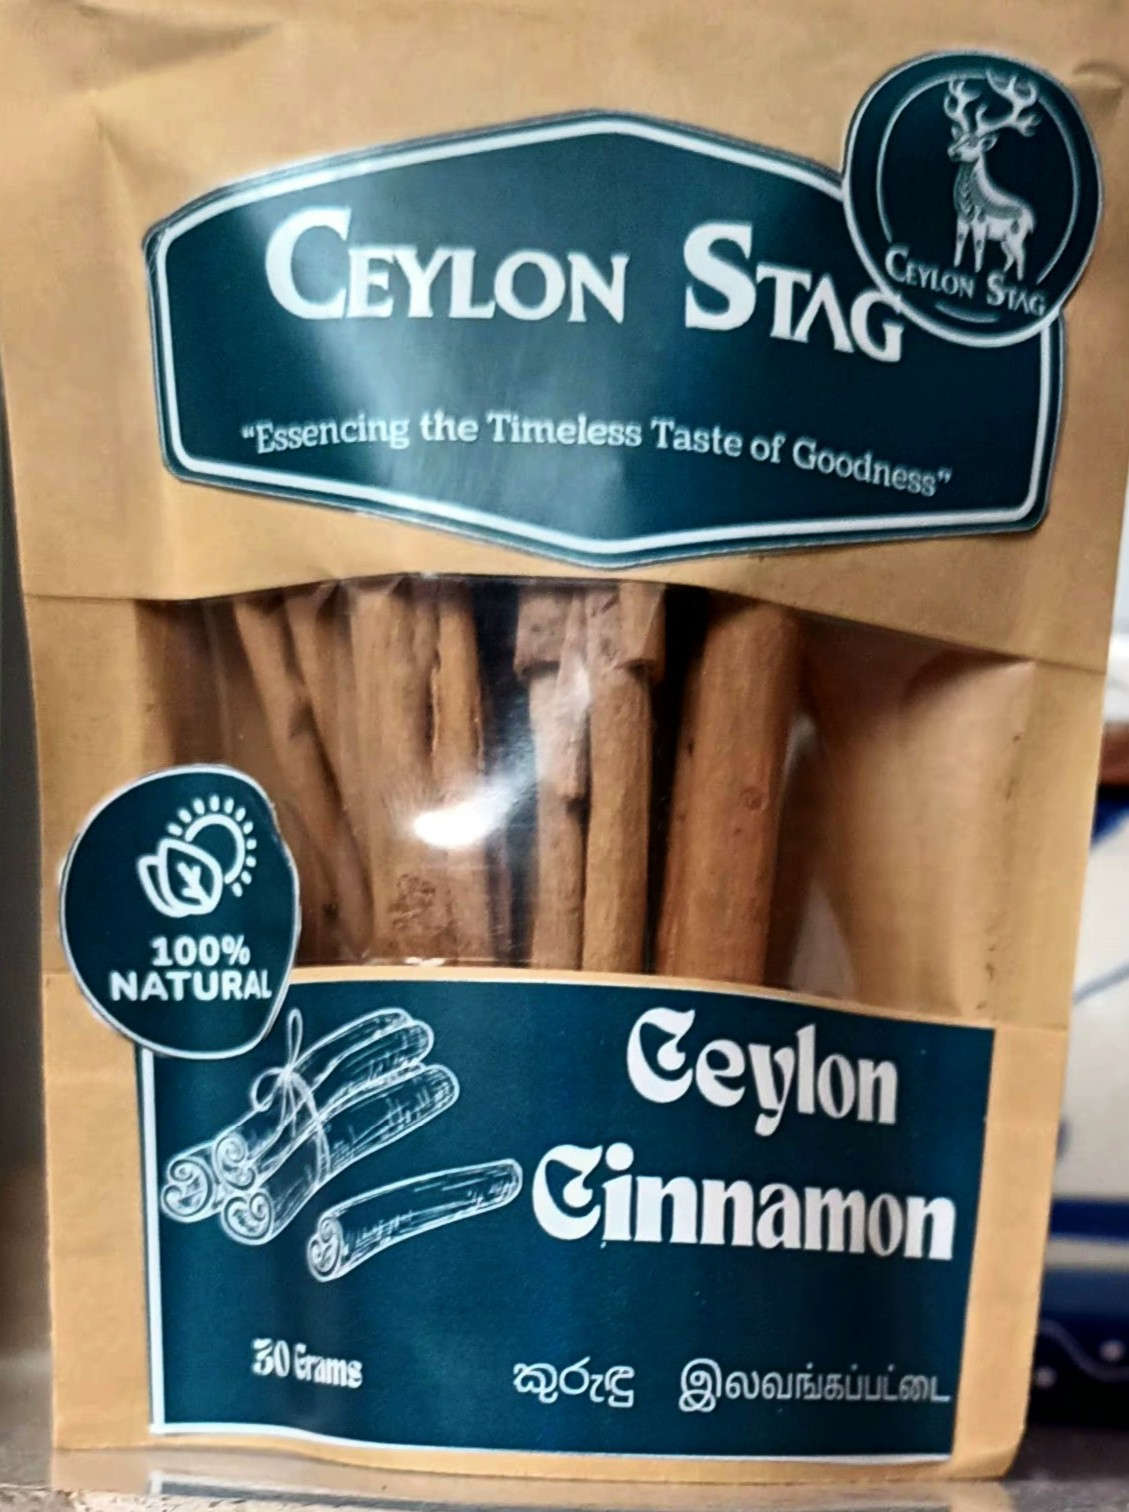 CEYLON STAG
CEYLON STAG
"Essencing the Timeless Taste of Goodness"
100%
NATURAL
Ceylon
Cinnamon
50 Grams
කුරුඳු இலவங்கப்பட்டை